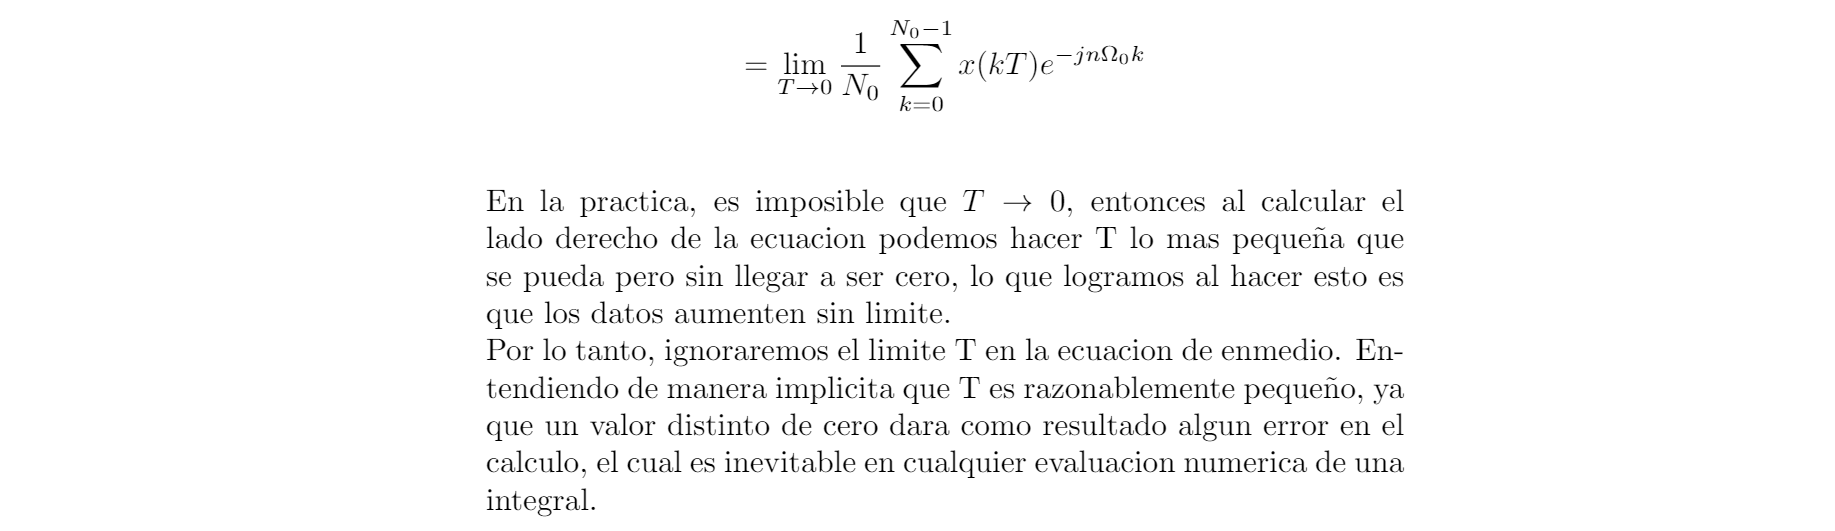 = lim_{T→0} \frac{1}{N_0} \sum_{k=0}^{N_0-1} x(kT)e^{-jnΩ_0k}
En la practica, es imposible que T → 0, entonces al calcular el
lado derecho de la ecuacion podemos hacer T lo mas pequeña que
se pueda pero sin llegar a ser cero, lo que logramos al hacer esto es
que los datos aumenten sin limite.
Por lo tanto, ignoraremos el limite T en la ecuacion de enmedio. En-
tendiendo de manera implicita que T es razonablemente pequeño, ya
que un valor distinto de cero dara como resultado algun error en el
calculo, el cual es inevitable en cualquier evaluacion numerica de una
integral.